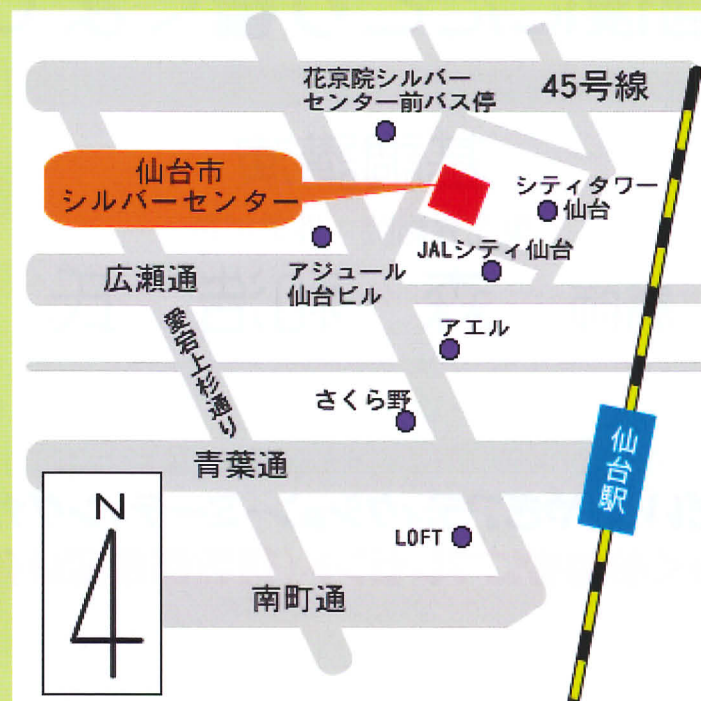 花京院シルバー
センター前バス停
45号線
仙台市
シルバーセンター
シティタワー
仙台
JALシティ仙台
アジュール
仙台ビル
広瀬通
愛宕上杉通り
アエル
さくら野
青葉通
仙台駅
N
LOFT
南町通